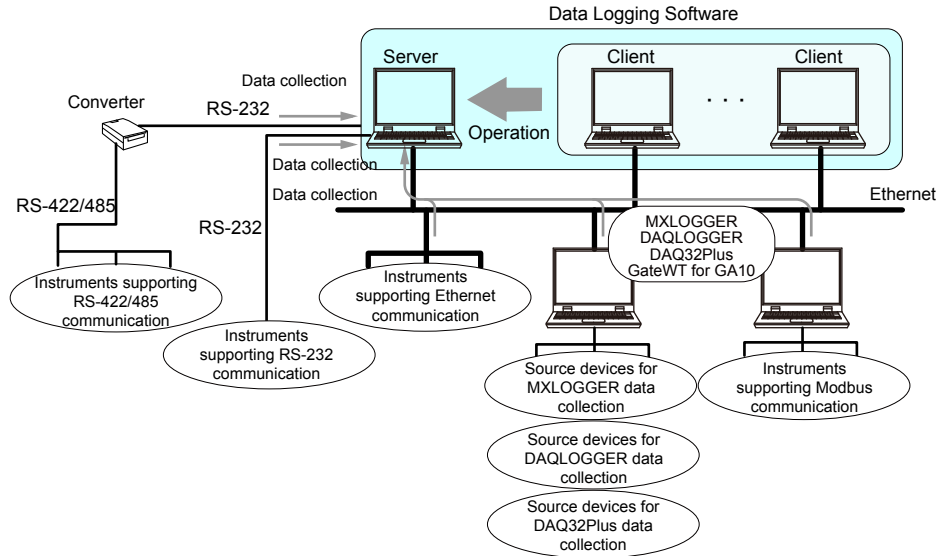 Data Logging Software
Server
Client
Client
Data collection
Converter
RS-232
. . .
Operation
Data collection
Data collection
Ethernet
RS-422/485
RS-232
MXLOGGER
DAQLOGGER
DAQ32Plus
GateWT for GA10
Instruments supporting
RS-422/485
communication
Instruments
supporting Ethernet
communication
Instruments
supporting RS-232
communication
Source devices for
MXLOGGER data
collection
Instruments
supporting Modbus
communication
Source devices for
DAQLOGGER data
collection
Source devices for
DAQ32Plus data
collection